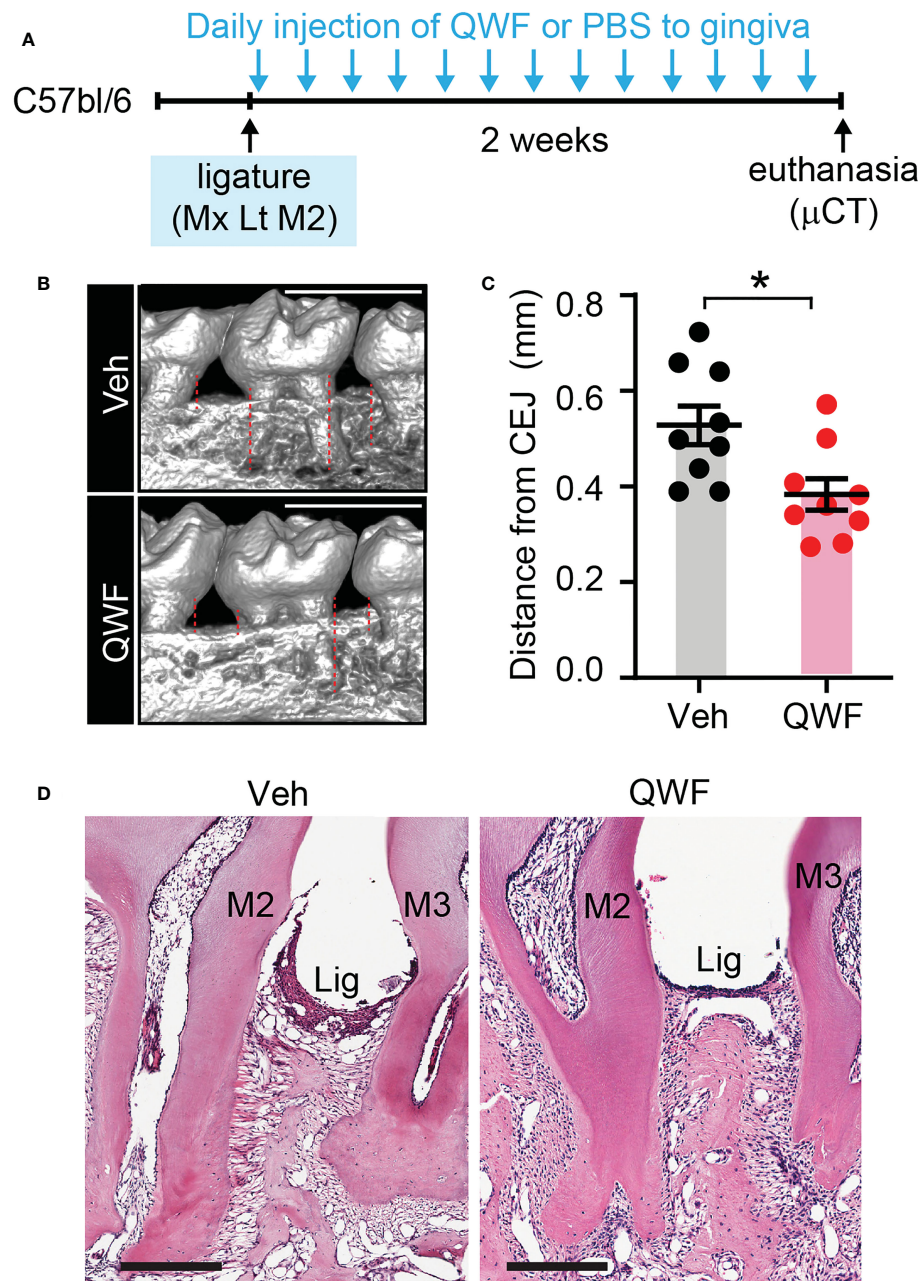 A
Daily injection of QWF or PBS to gingiva
C57bl/6
2 weeks
ligature
(Mx Lt M2)
euthanasia
(μCT)
B
Veh
QWF
C
*
Distance from CEJ (mm)
0.8
0.6
0.4
0.2
0.0
Veh
QWF
D
Veh
QWF
M2
M3
Lig
M2
M3
Lig